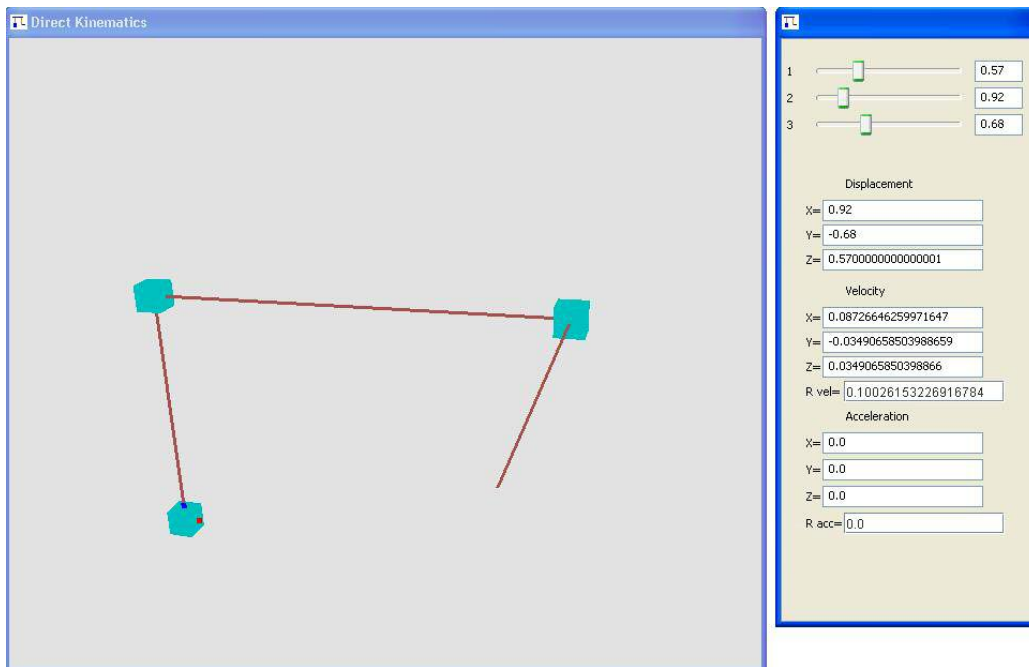 Direct Kinematics
1 0.57
2 0.92
3 0.68
Displacement
X= 0.92
Y= -0.68
Z= 0.5700000000000001
Velocity
X= 0.08726646259971647
Y= -0.03490658503988659
Z= 0.0349065850398866
R vel= 0.10026153226916784
Acceleration
X= 0.0
Y= 0.0
Z= 0.0
R acc= 0.0